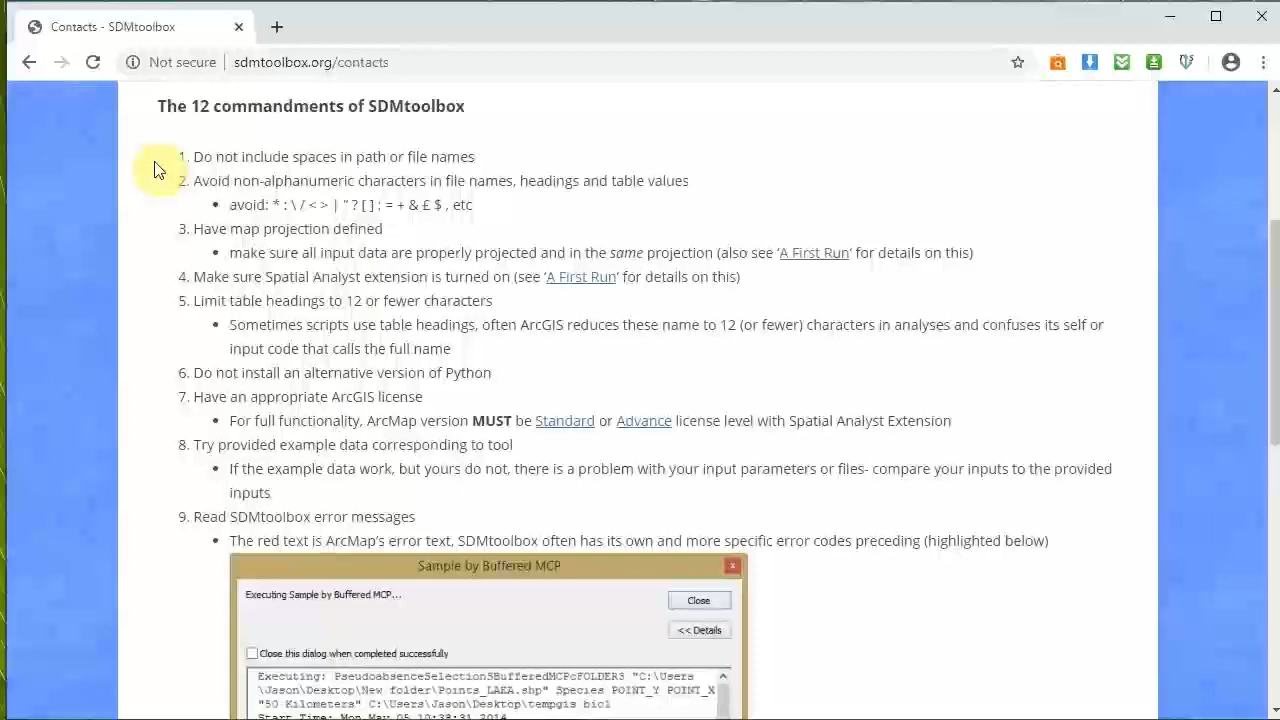 Contacts - SDMtoolbox
Not secure
sdmtoolbox.org/contacts
The 12 commandments of SDMtoolbox
1. Do not include spaces in path or file names
2. Avoid non-alphanumeric characters in file names, headings and table values
• avoid: * : \ / < > | " ? [ ] ; = + & £ $ , etc
3. Have map projection defined
• make sure all input data are properly projected and in the same projection (also see ‘A First Run‘ for details on this)
4. Make sure Spatial Analyst extension is turned on (see ‘A First Run‘ for details on this)
5. Limit table headings to 12 or fewer characters
• Sometimes scripts use table headings, often ArcGIS reduces these name to 12 (or fewer) characters in analyses and confuses its self or
input code that calls the full name
6. Do not install an alternative version of Python
7. Have an appropriate ArcGIS license
• For full functionality, ArcMap version MUST be Standard or Advance license level with Spatial Analyst Extension
8. Try provided example data corresponding to tool
• If the example data work, but yours do not, there is a problem with your input parameters or files- compare your inputs to the provided
inputs
9. Read SDMtoolbox error messages
• The red text is ArcMap’s error text, SDMtoolbox often has its own and more specific error codes preceding (highlighted below)
Sample by Buffered MCP
Executing Sample by Buffered MCP...
Close
<< Details
Close this dialog when completed successfully
Executing: PseudoabsenceSelectionSBufferedMCPcFOLDERS "C:\Users
\Jason\Desktop\New folder\Points_LAEA.shp" Species POINT_Y POINT_X
"50 Kilometers" C:\Users\Jason\Desktop\tempgis bio1
Start Time: Mon May 05 10:38:31 2014